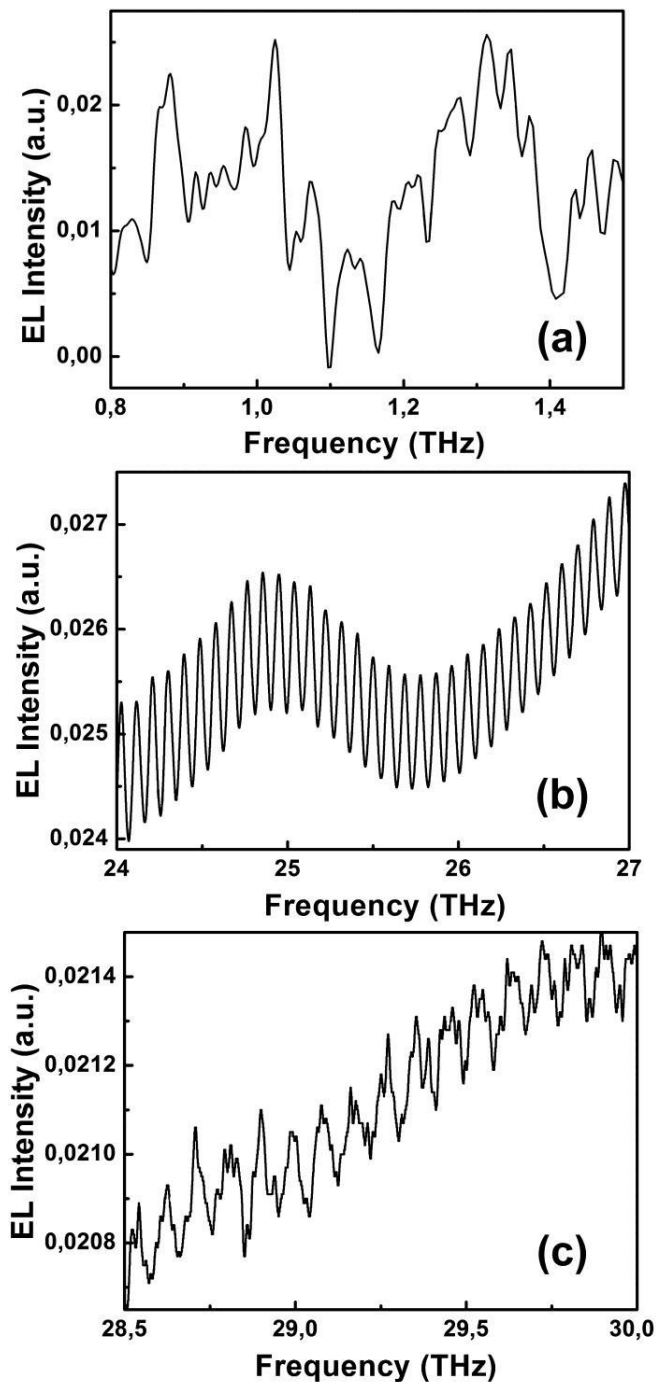 EL Intensity (a.u.)
0,02
0,01
0,00
(a)
0,8 1,0 1,2 1,4
Frequency (THz)
EL Intensity (a.u.)
0,027
0,026
0,025
0,024
(b)
24 25 26 27
Frequency (THz)
EL Intensity (a.u.)
0,0214
0,0212
0,0210
0,0208
(c)
28,5 29,0 29,5 30,0
Frequency (THz)